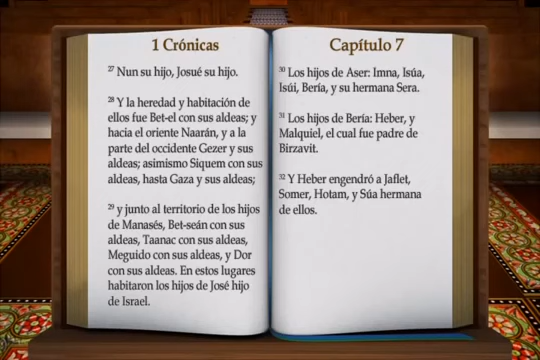 1 Crónicas
27 Nun su hijo, Josué su hijo.
28 Y la heredad y habitación de
ellos fue Bet-el con sus aldeas; y
hacia el oriente Naarán, y a la
parte del occidente Gezer y sus
aldeas; asimismo Siquem con sus
aldeas, hasta Gaza y sus aldeas;
29 y junto al territorio de los hijos
de Manasés, Bet-seán con sus
aldeas, Taanac con sus aldeas,
Meguido con sus aldeas, y Dor
con sus aldeas. En estos lugares
habitaron los hijos de José hijo
de Israel.
Capítulo 7
30 Los hijos de Aser: Imna, Isúa,
Isúi, Bería, y su hermana Sera.
31 Los hijos de Bería: Heber, y
Malquiel, el cual fue padre de
Birzavit.
32 Y Heber engendró a Jaflet,
Somer, Hotam, y Súa hermana
de ellos.